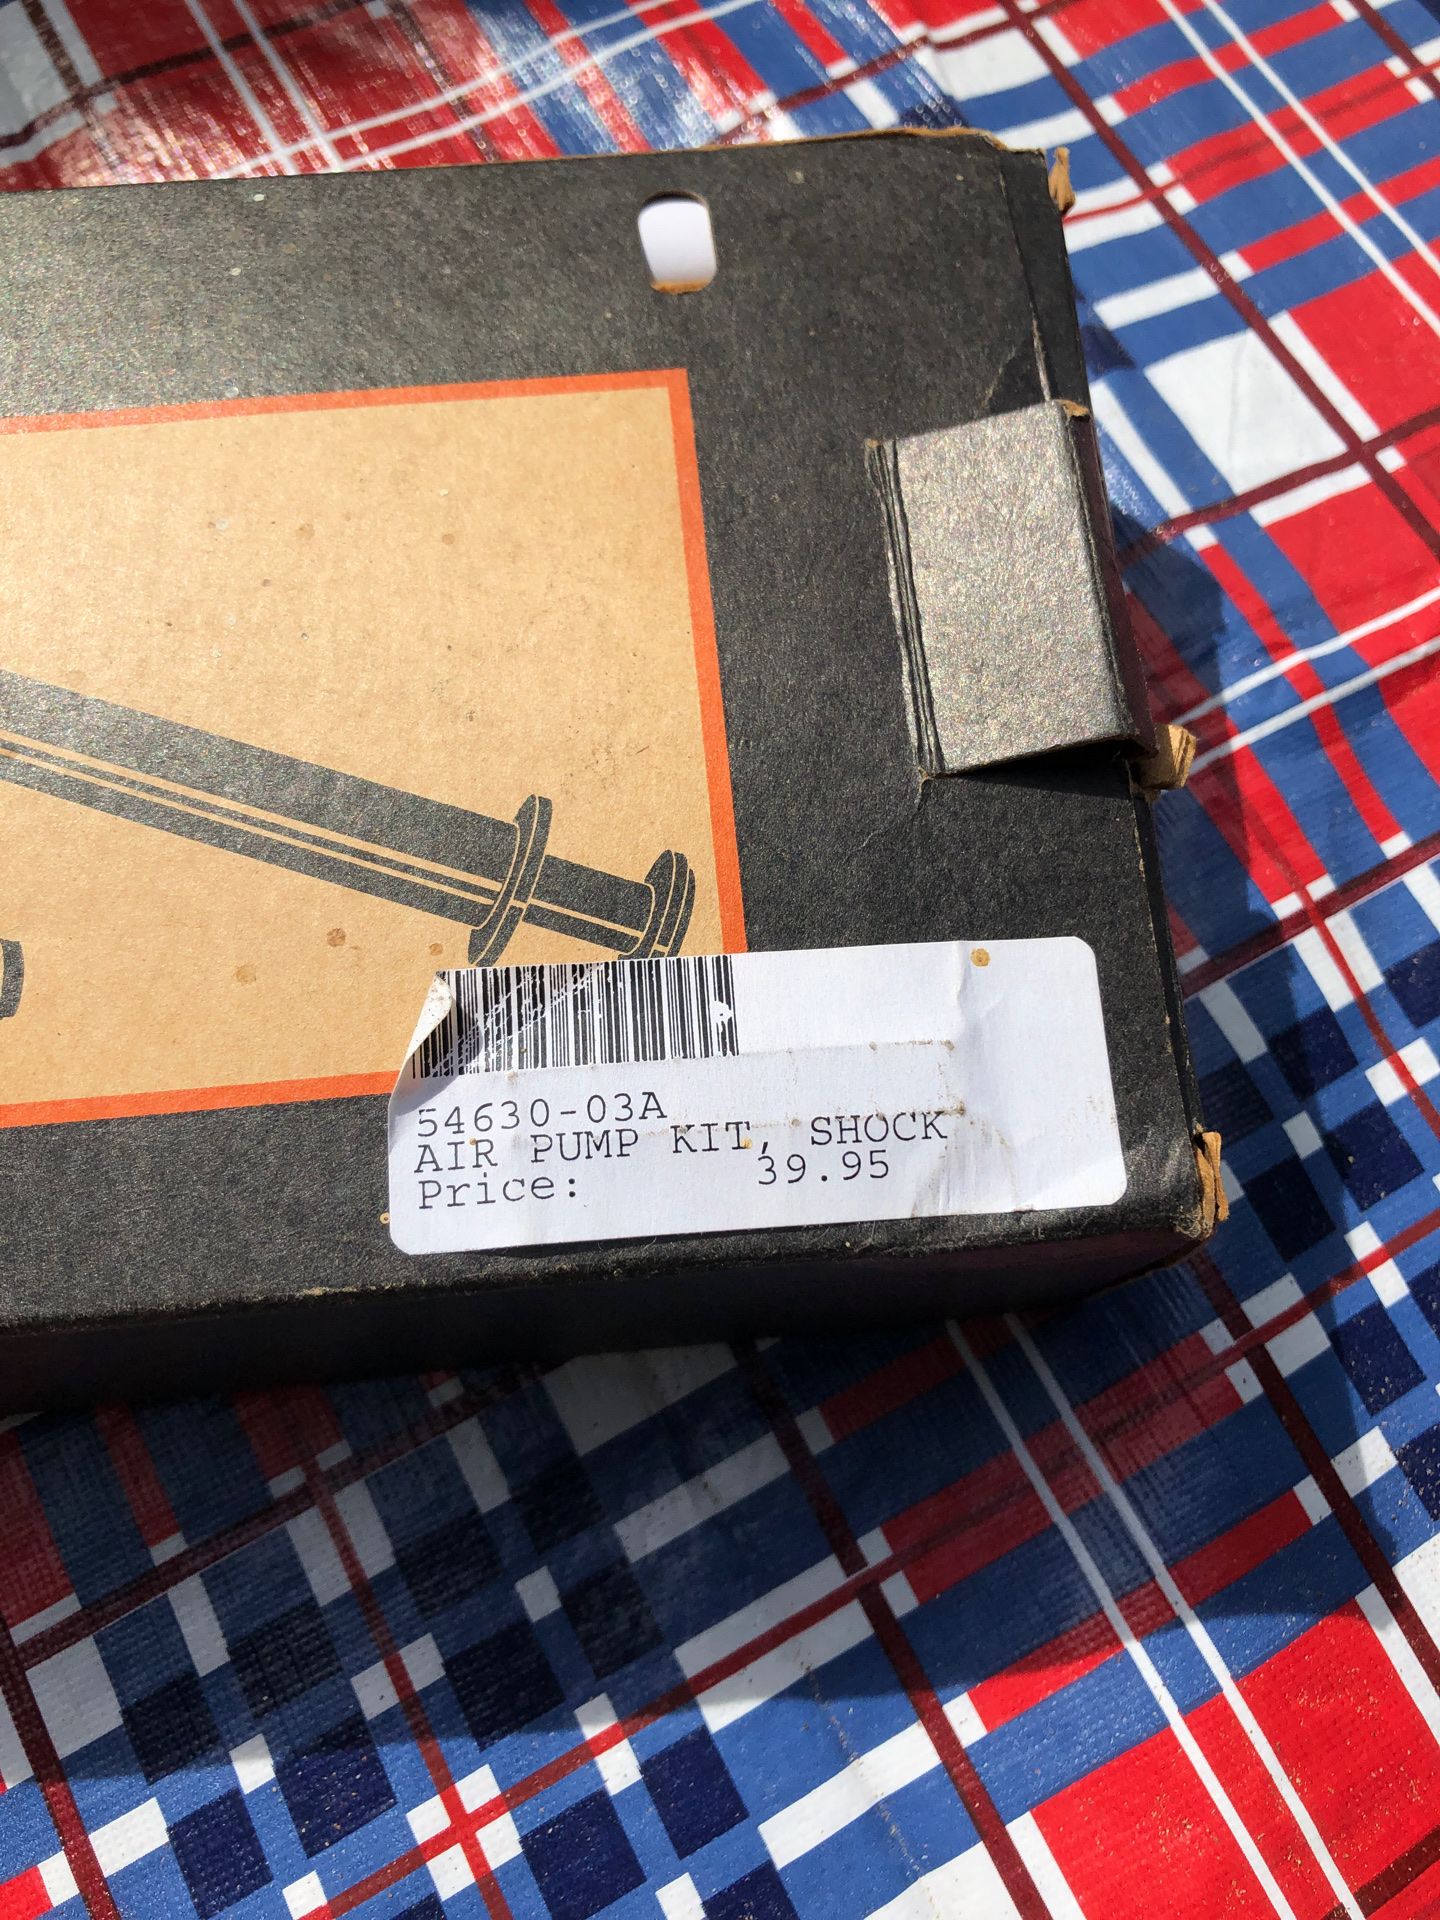 54630-03A
AIR PUMP KIT, SHOCK
Price: 39.95